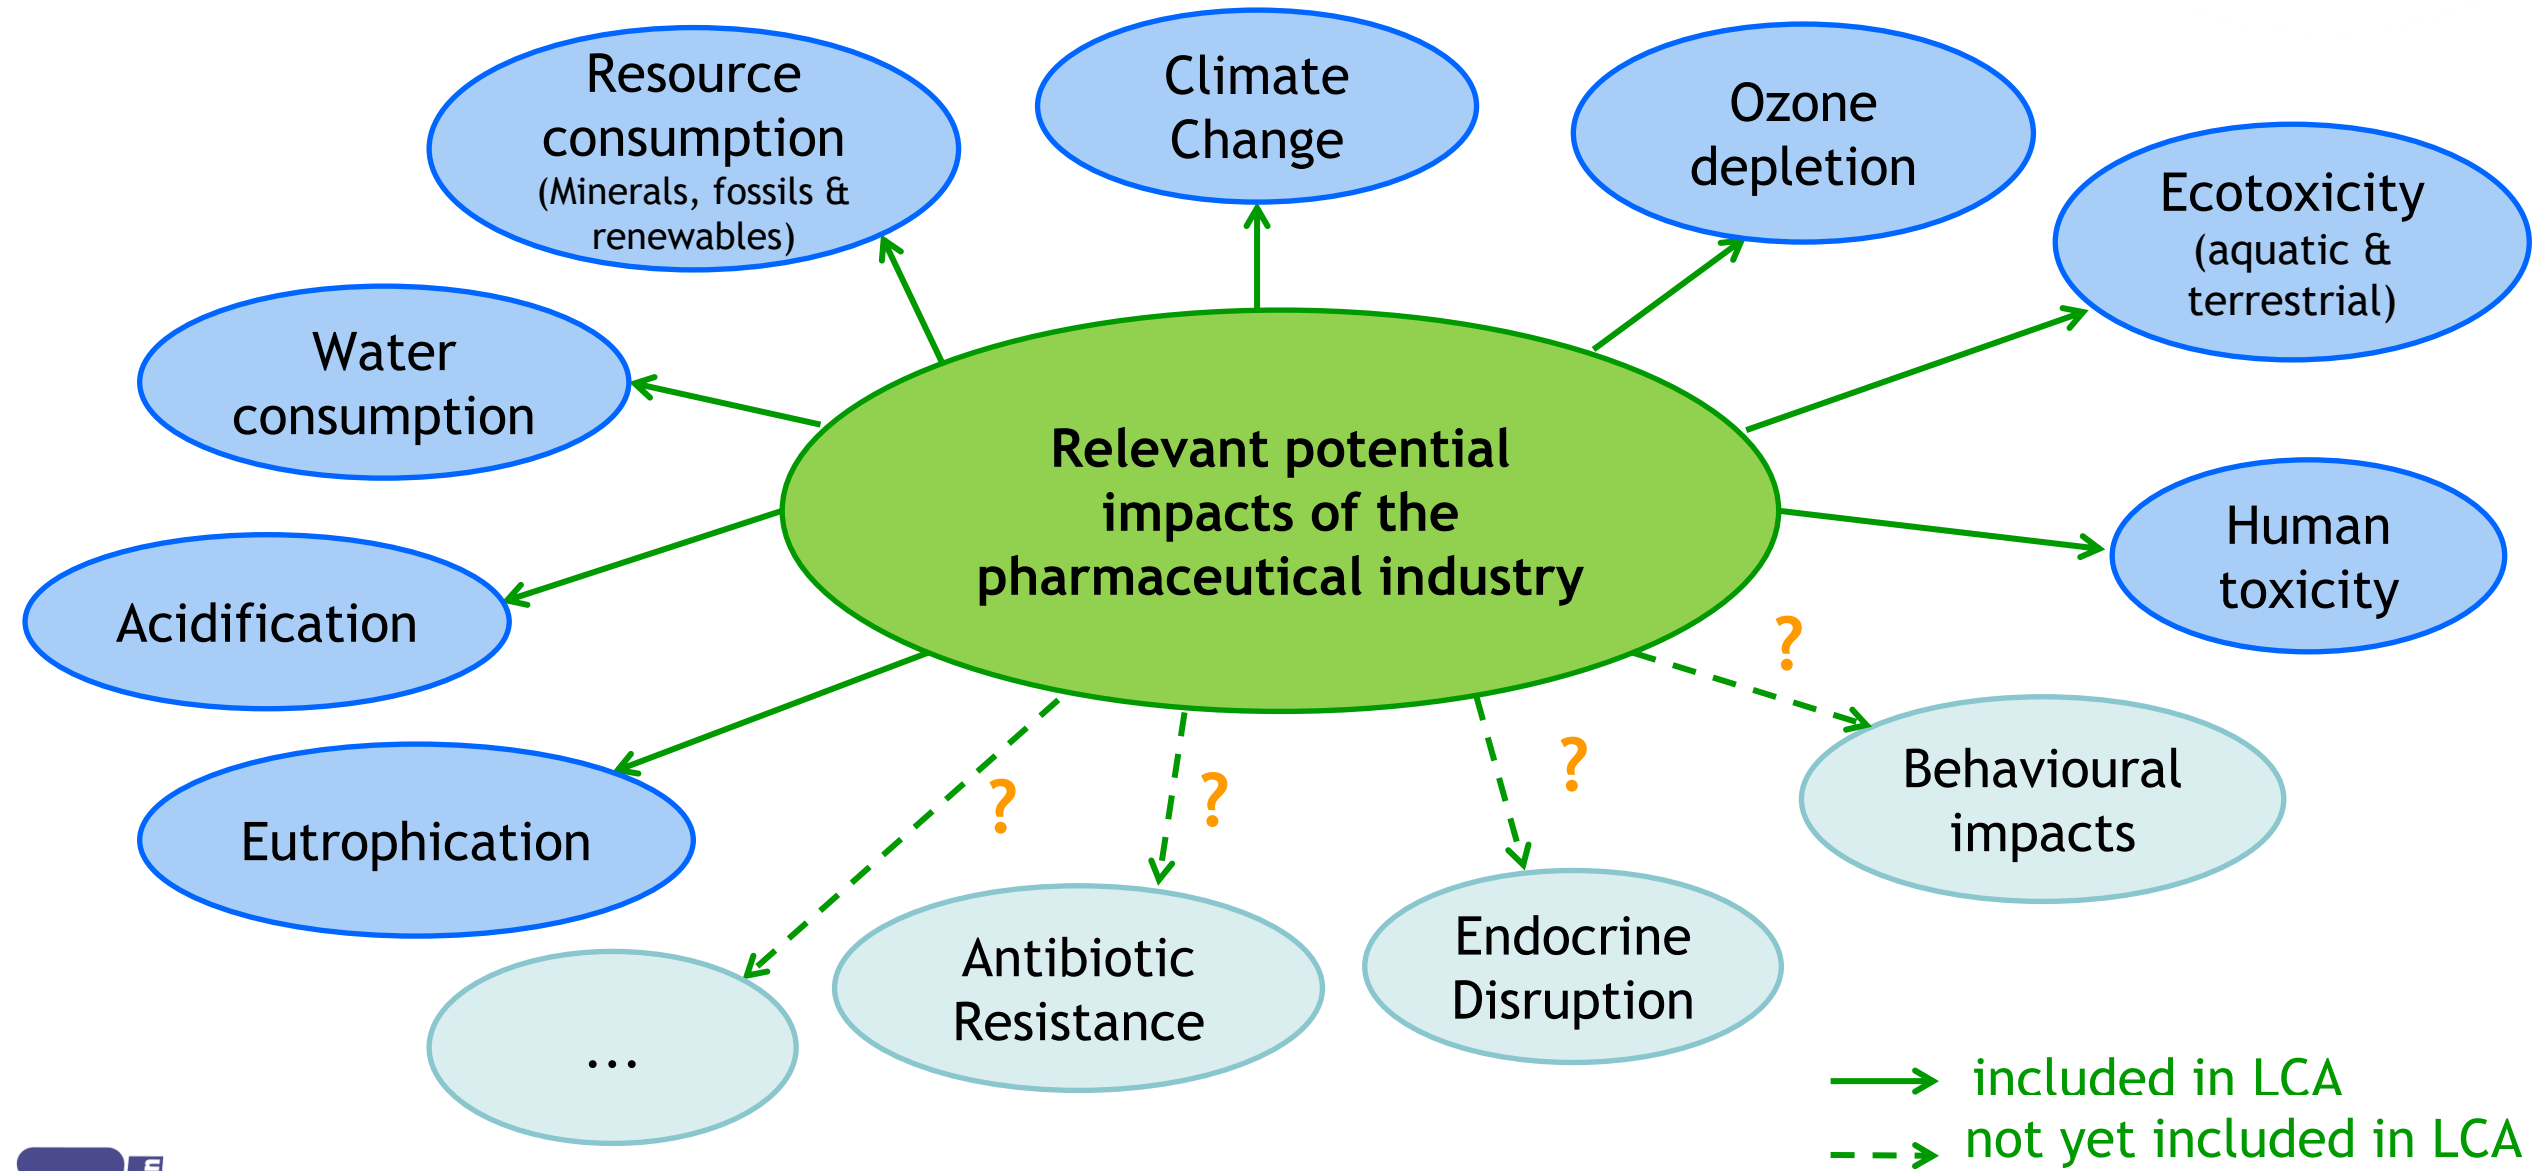 Resource
consumption
(Minerals, fossils &
renewables)
Climate
Change
Ozone
depletion
Ecotoxicity
(aquatic &
terrestrial)
Water
consumption
Relevant potential
impacts of the
pharmaceutical industry
Human
toxicity
Acidification
?
Behavioural
impacts
Eutrophication
?
?
?
Antibiotic
Resistance
Endocrine
Disruption
...
included in LCA
not yet included in LCA